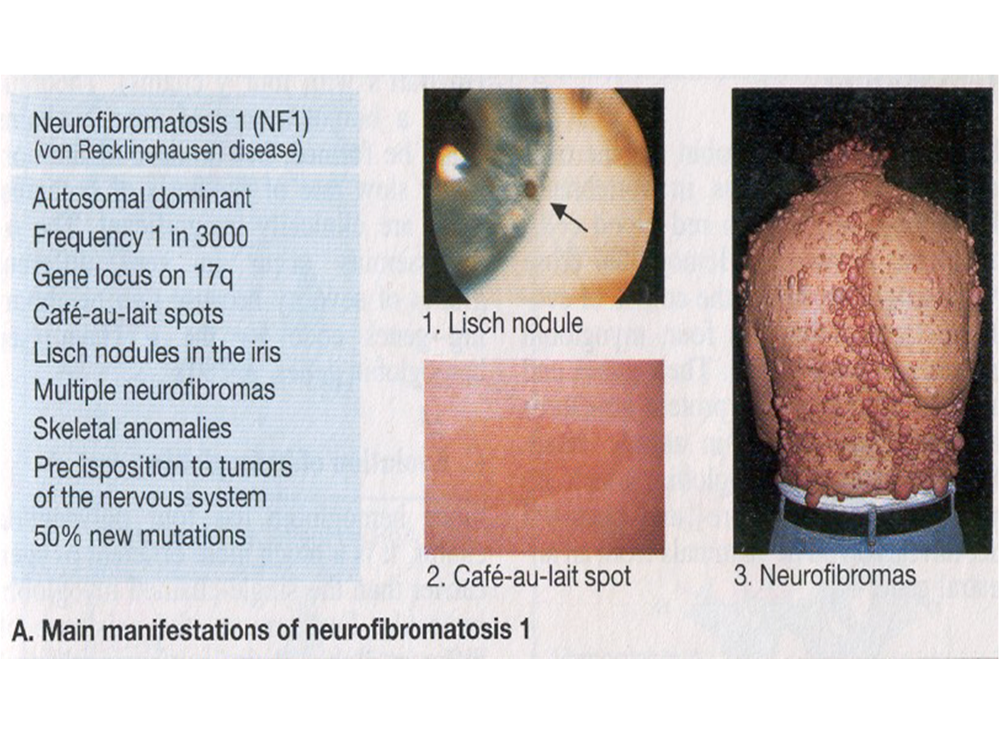 Neurofibromatosis 1 (NF1)
(von Recklinghausen disease)
Autosomal dominant
Frequency 1 in 3000
Gene locus on 17q
Café-au-lait spots
Lisch nodules in the iris
Multiple neurofibromas
Skeletal anomalies
Predisposition to tumors
of the nervous system
50% new mutations
1. Lisch nodule
2. Café-au-lait spot
3. Neurofibromas
A. Main manifestations of neurofibromatosis 1